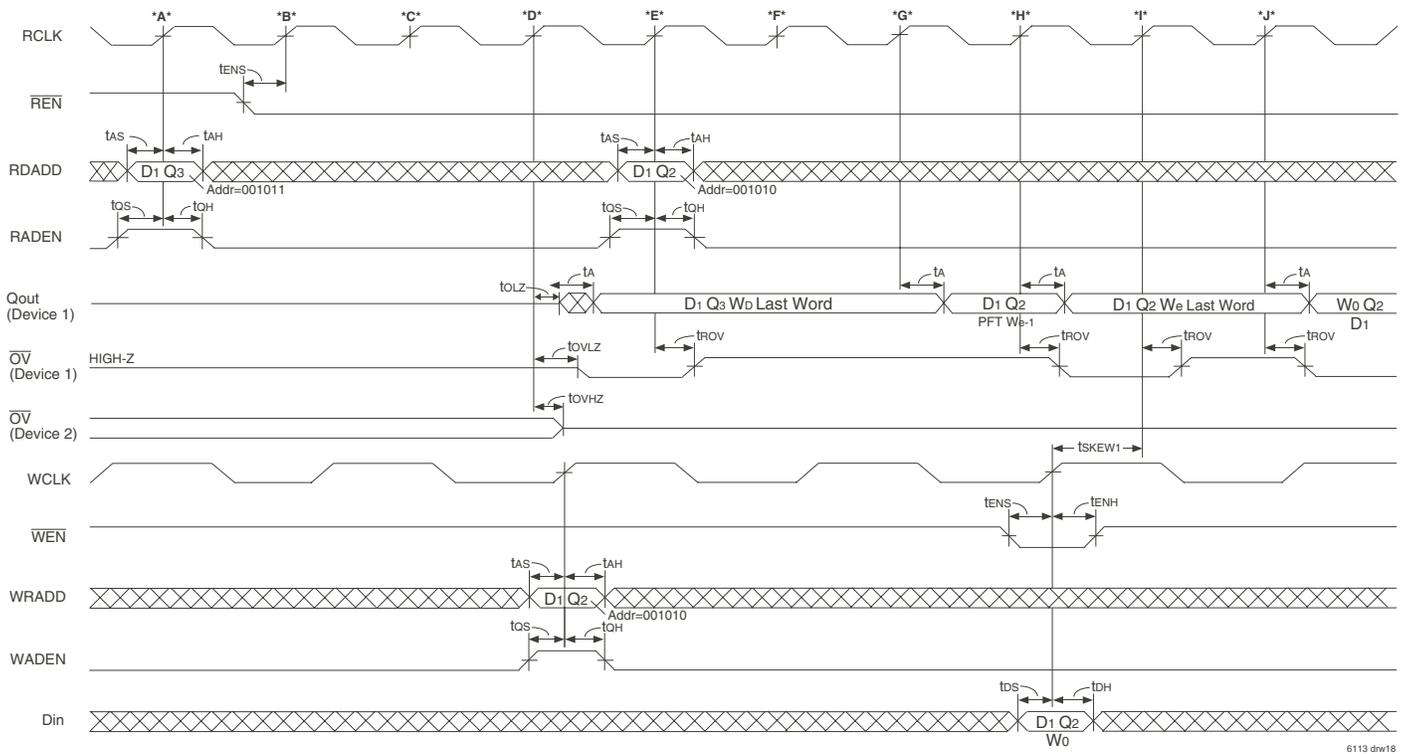 *A* *B* *C* *D* *E* *F* *G* *H* *I* *J*
RCLK
tENS
REN
tAS tAH tAS tAH
RDADD D1 Q3 D1 Q2
Addr=001011 Addr=001010
tQS tQH tQS tQH
RADEN
tA tA tA tA
tOLZ
Qout
(Device 1)
D1 Q3 WD Last Word D1 Q2 D1 Q2 We Last Word W0 Q2
PFT We-1 D1
tOVLZ tROV tROV tROV tROV
OV
(Device 1)
HIGH-Z
tOVHZ
OV
(Device 2)
tSKEW1
WCLK
tENS tENH
WEN
tAS tAH
WRADD D1 Q2
Addr=001010
tQS tQH
WADEN
tDS tDH
Din D1 Q2
W0
6113 drw18